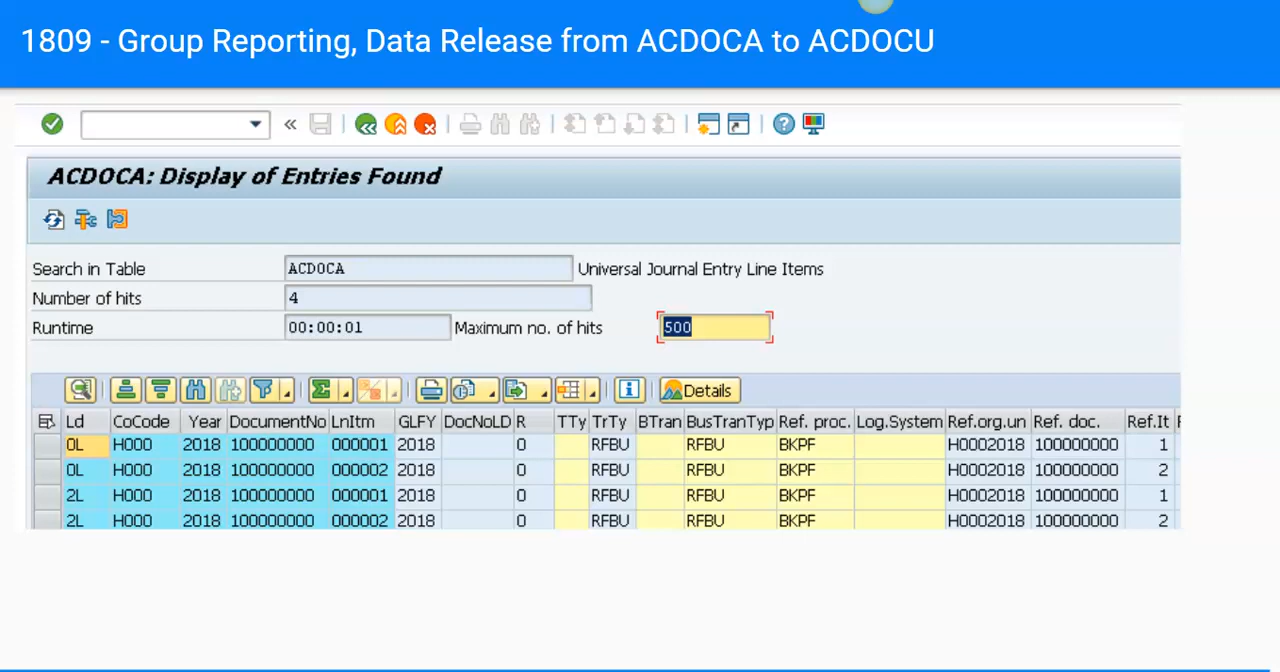 1809 - Group Reporting, Data Release from ACDOCA to ACDOCU
ACDOCA: Display of Entries Found
Search in Table ACDOCA Universal Journal Entry Line Items
Number of hits 4
Runtime 00:00:01 Maximum no. of hits 500
Details
Ld CoCode Year DocumentNo LnItm GLFY DocNoLD R TTy TrTy BTran BusTranTyp Ref. proc. Log.System Ref.org.un Ref. doc. Ref.It
0L H000 2018 100000000 000001 2018 0 RFBU RFBU BKPF H0002018 100000000 1
0L H000 2018 100000000 000002 2018 0 RFBU RFBU BKPF H0002018 100000000 2
2L H000 2018 100000000 000001 2018 0 RFBU RFBU BKPF H0002018 100000000 1
2L H000 2018 100000000 000002 2018 0 RFBU RFBU BKPF H0002018 100000000 2